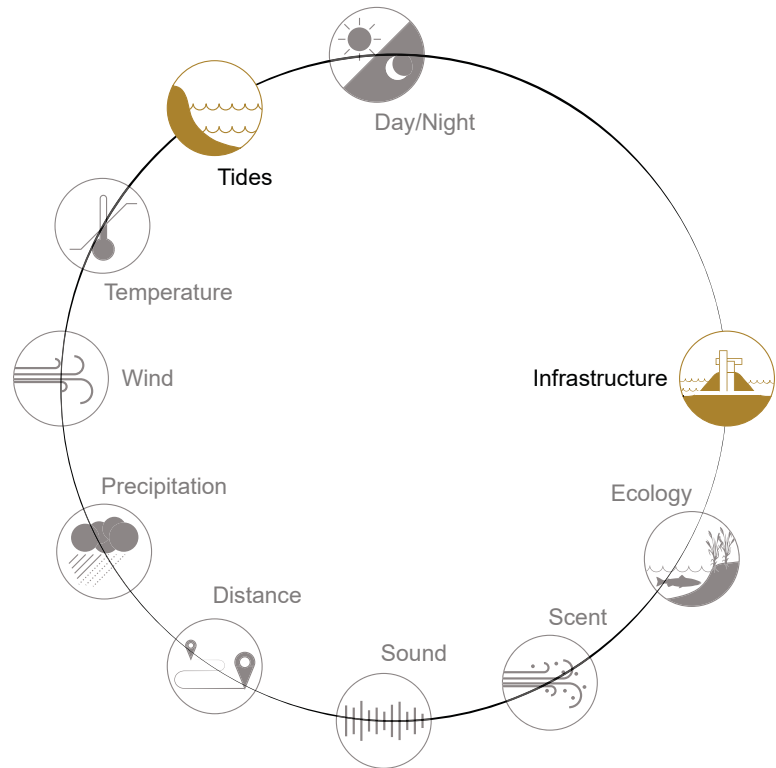 Day/Night
Tides
Temperature
Wind
Infrastructure
Precipitation
Ecology
Distance
Scent
Sound